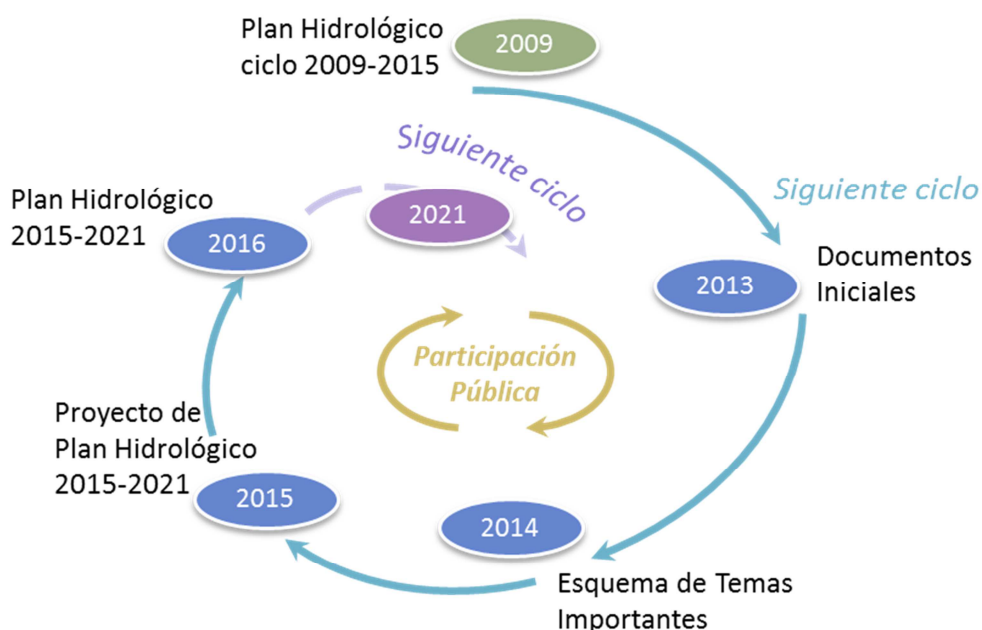 Plan Hidrológico
ciclo 2009-2015
2009
Siguiente ciclo
Siguiente ciclo
2021
Plan Hidrológico
2015-2021
2016
2013
Documentos
Iniciales
Participación
Pública
Proyecto de
Plan Hidrológico
2015-2021
2015
2014
Esquema de Temas
Importantes